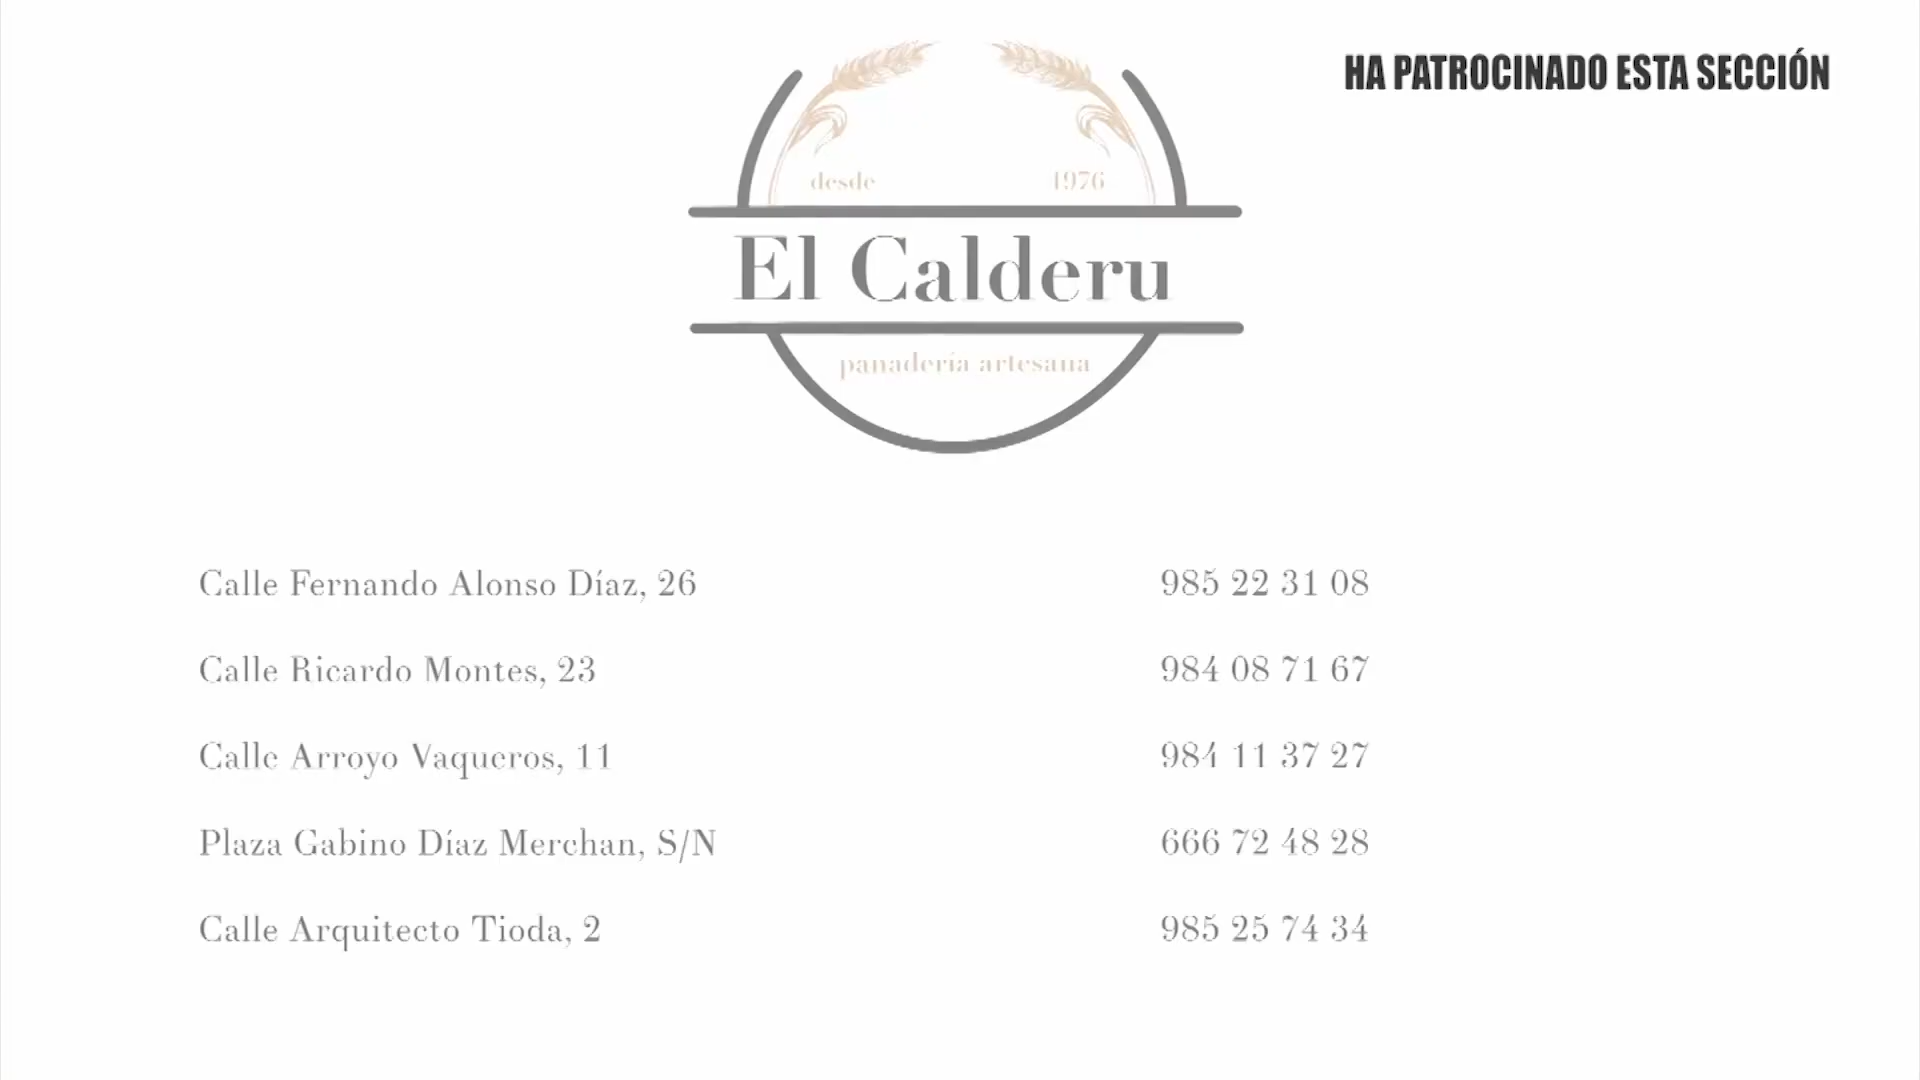 HA PATROCINADO ESTA SECCIÓN
desde 1976
El Calderu
panadería artesana
Calle Fernando Alonso Díaz, 26 985 22 31 08
Calle Ricardo Montes, 23 984 08 71 67
Calle Arroyo Vaqueros, 11 984 11 37 27
Plaza Gabino Díaz Merchan, S/N 666 72 48 28
Calle Arquitecto Tioda, 2 985 25 74 34